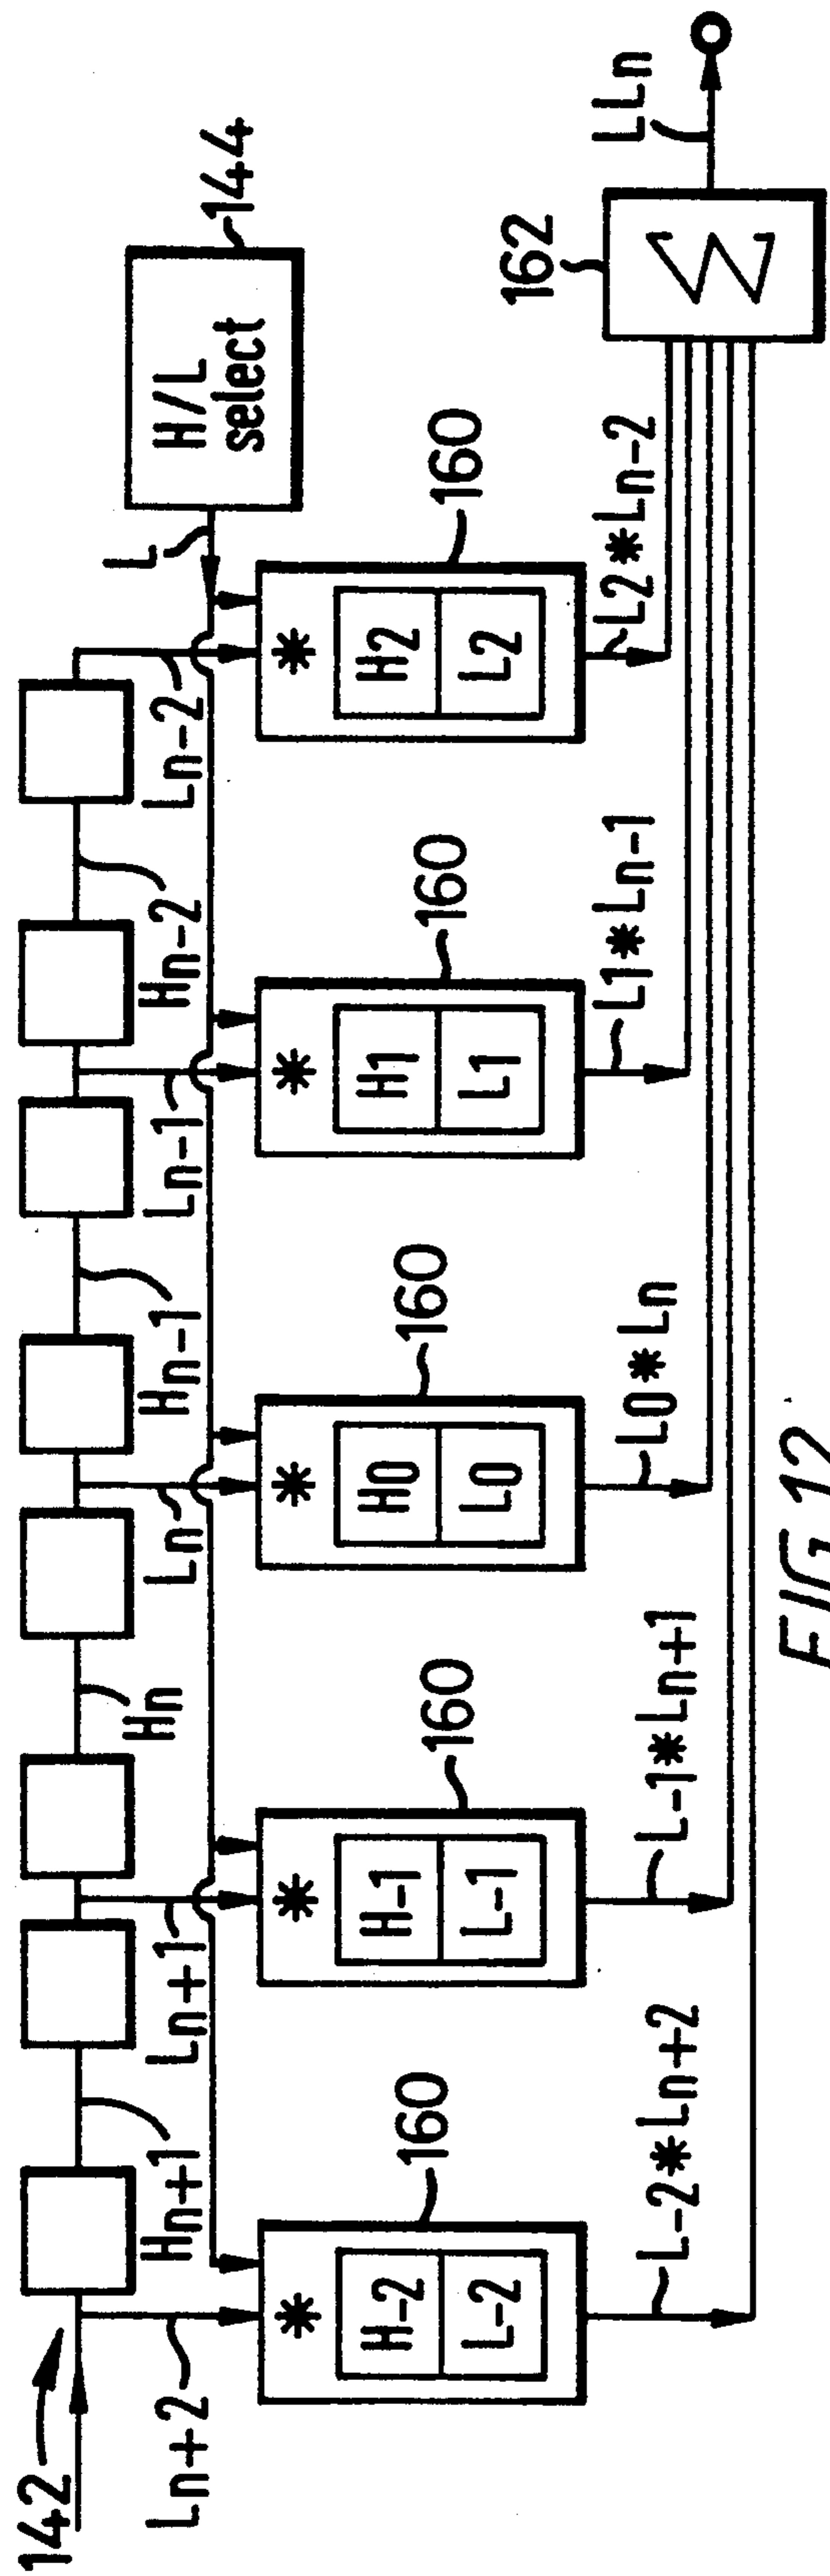 142
Hn+1
Hn
Hn-1
Hn-2
Ln+2
Ln+1
Ln
Ln-1
Ln-2
L
H/L
select
144
160
160
160
160
160
*
H-2
L-2
*
H-1
L-1
*
H0
L0
*
H1
L1
*
H2
L2
L-2*Ln+2
L-1*Ln+1
L0*Ln
L1*Ln-1
L2*Ln-2
162
Σ
LLn
FIG.12